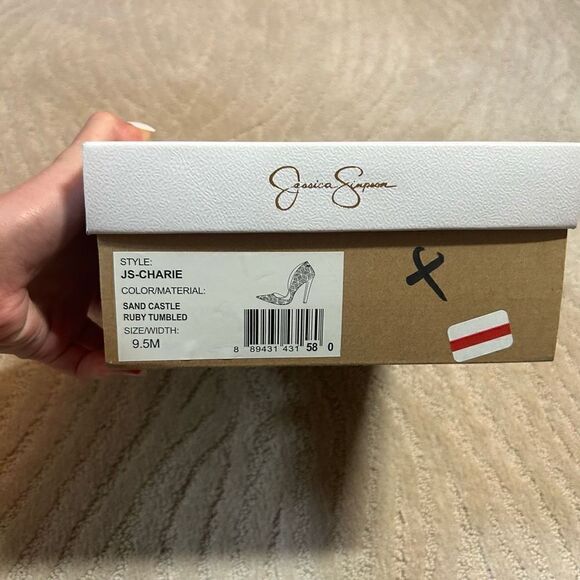 Jessica Simpson
STYLE:
JS-CHARIE
COLOR/MATERIAL:
SAND CASTLE
RUBY TUMBLED
SIZE/WIDTH:
9.5M
8 89431 431 58 0
X